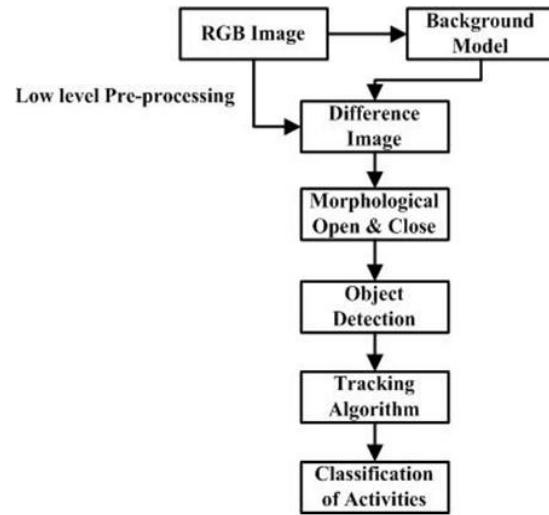 RGB Image
Background
Model
Low level Pre-processing
Difference
Image
Morphological
Open & Close
Object
Detection
Tracking
Algorithm
Classification
of Activities